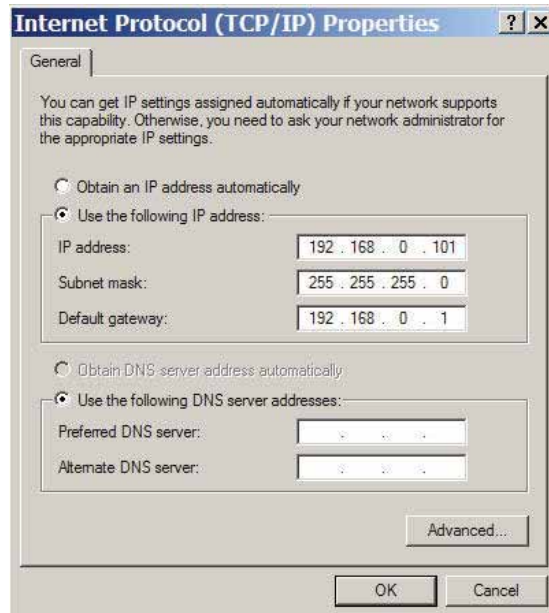 Internet Protocol (TCP/IP) Properties ? ×
General
You can get IP settings assigned automatically if your network supports
this capability. Otherwise, you need to ask your network administrator for
the appropriate IP settings.
Obtain an IP address automatically
Use the following IP address:
IP address: 192 . 168 . 0 . 101
Subnet mask: 255 . 255 . 255 . 0
Default gateway: 192 . 168 . 0 . 1
Obtain DNS server address automatically
Use the following DNS server addresses:
Preferred DNS server: . . .
Alternate DNS server: . . .
Advanced...
OK Cancel